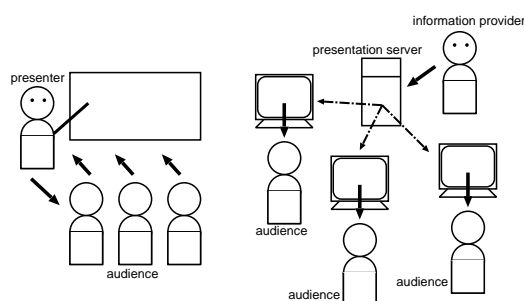 presenter
audience
information provider
presentation server
audience
audience
audience